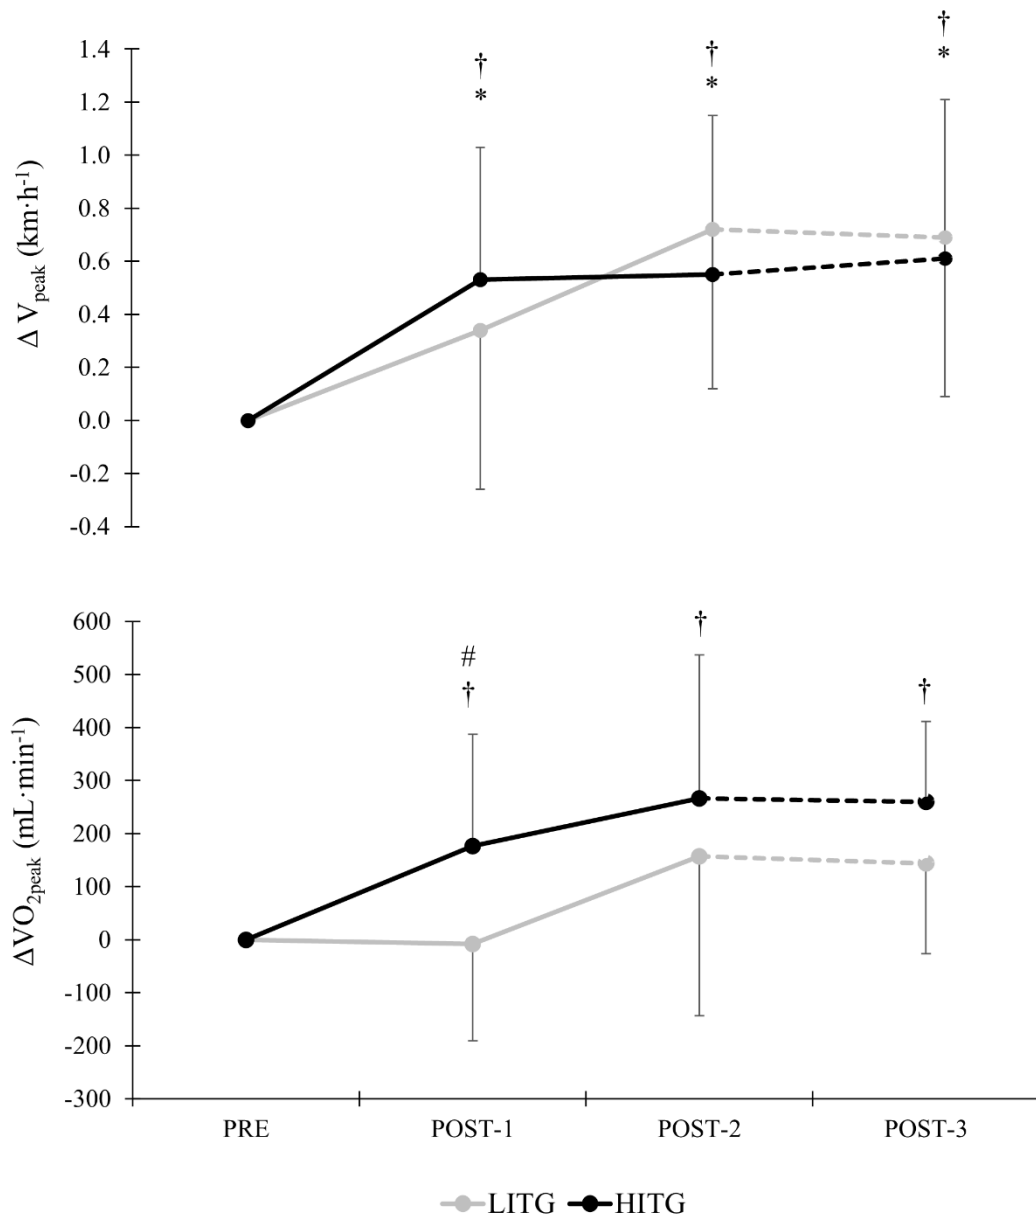 † † †
* * *
1.4
1.2
1.0
0.8
0.6
0.4
0.2
0.0
-0.2
-0.4
Δ Vpeak (km·h-1)
# † † †
600
500
400
300
200
100
0
-100
-200
-300
ΔVO2peak (mL·min-1)
PRE POST-1 POST-2 POST-3
LITG HITG